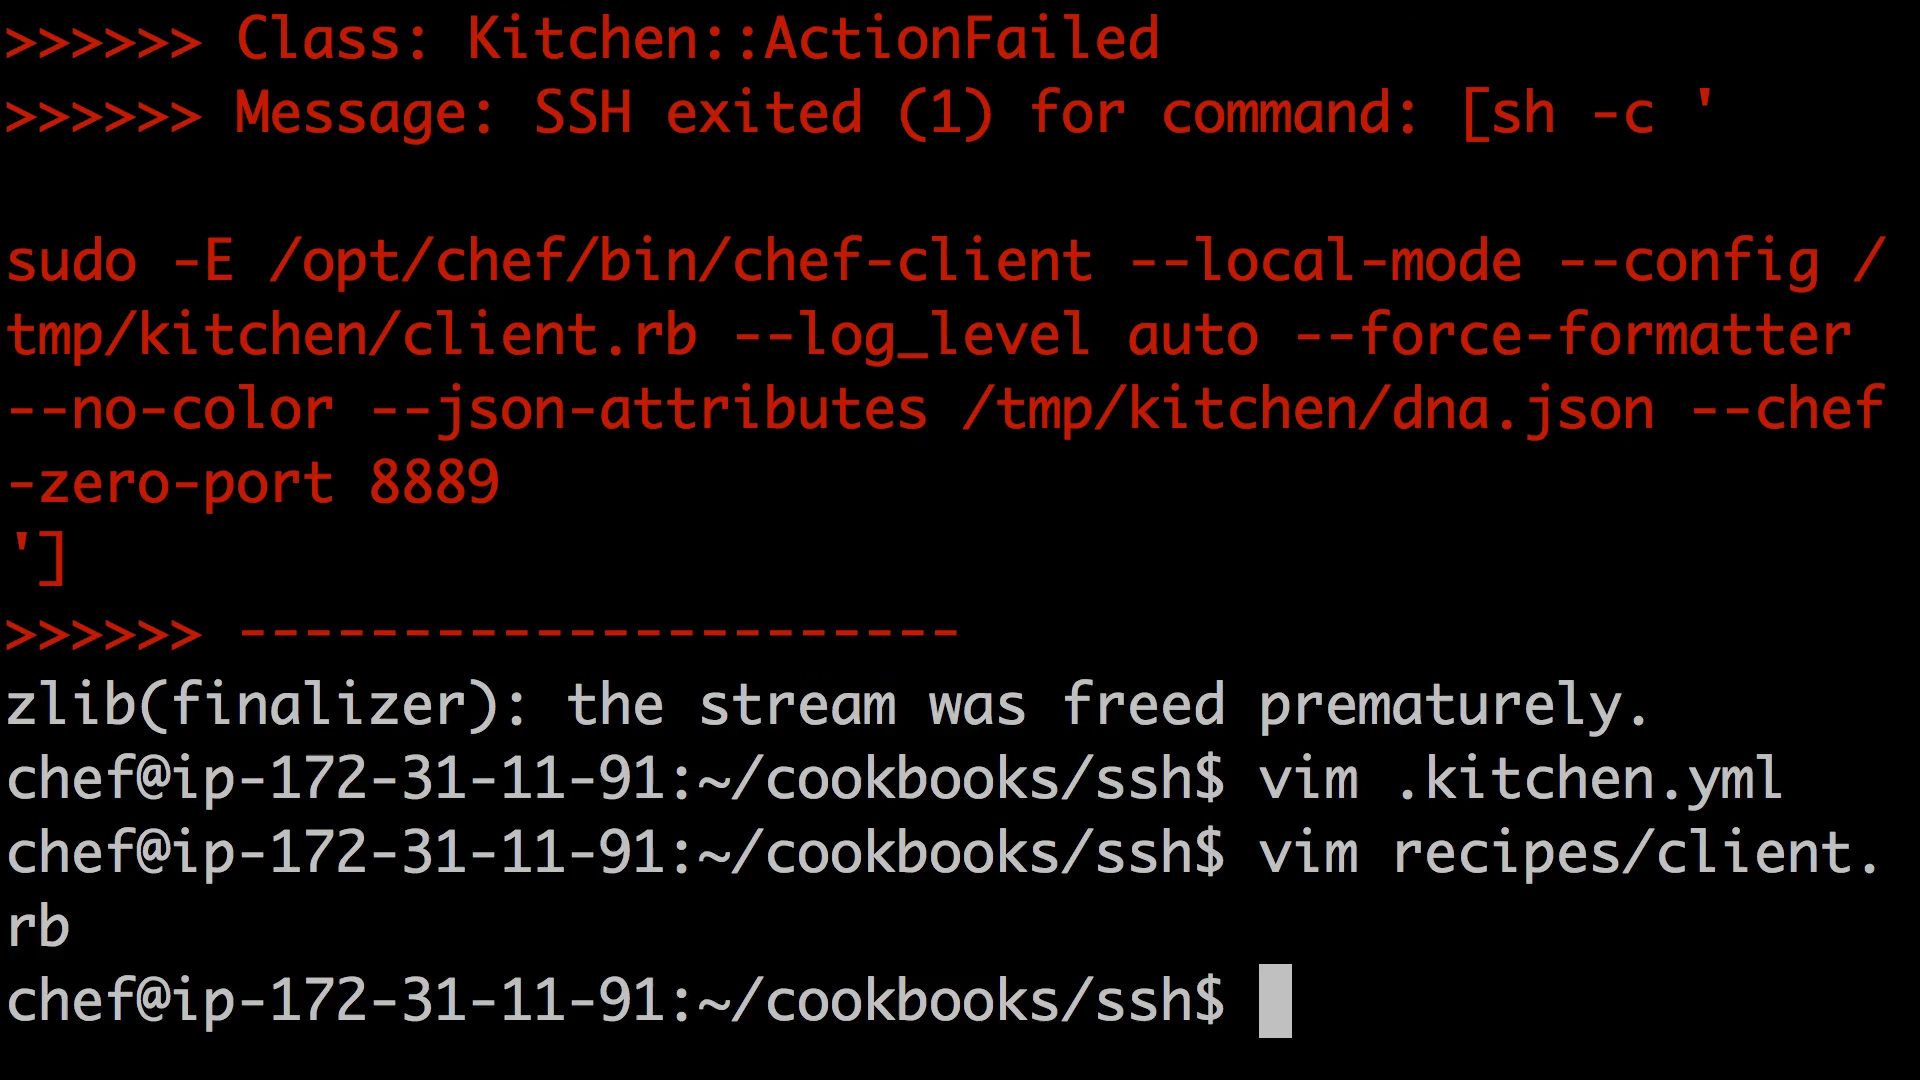 >>>>>> Class: Kitchen::ActionFailed
>>>>>> Message: SSH exited (1) for command: [sh -c '
sudo -E /opt/chef/bin/chef-client --local-mode --config /
tmp/kitchen/client.rb --log_level auto --force-formatter
--no-color --json-attributes /tmp/kitchen/dna.json --chef
-zero-port 8889
']
>>>>>> ----------------------
zlib(finalizer): the stream was freed prematurely.
chef@ip-172-31-11-91:~/cookbooks/ssh$ vim .kitchen.yml
chef@ip-172-31-11-91:~/cookbooks/ssh$ vim recipes/client.
rb
chef@ip-172-31-11-91:~/cookbooks/ssh$